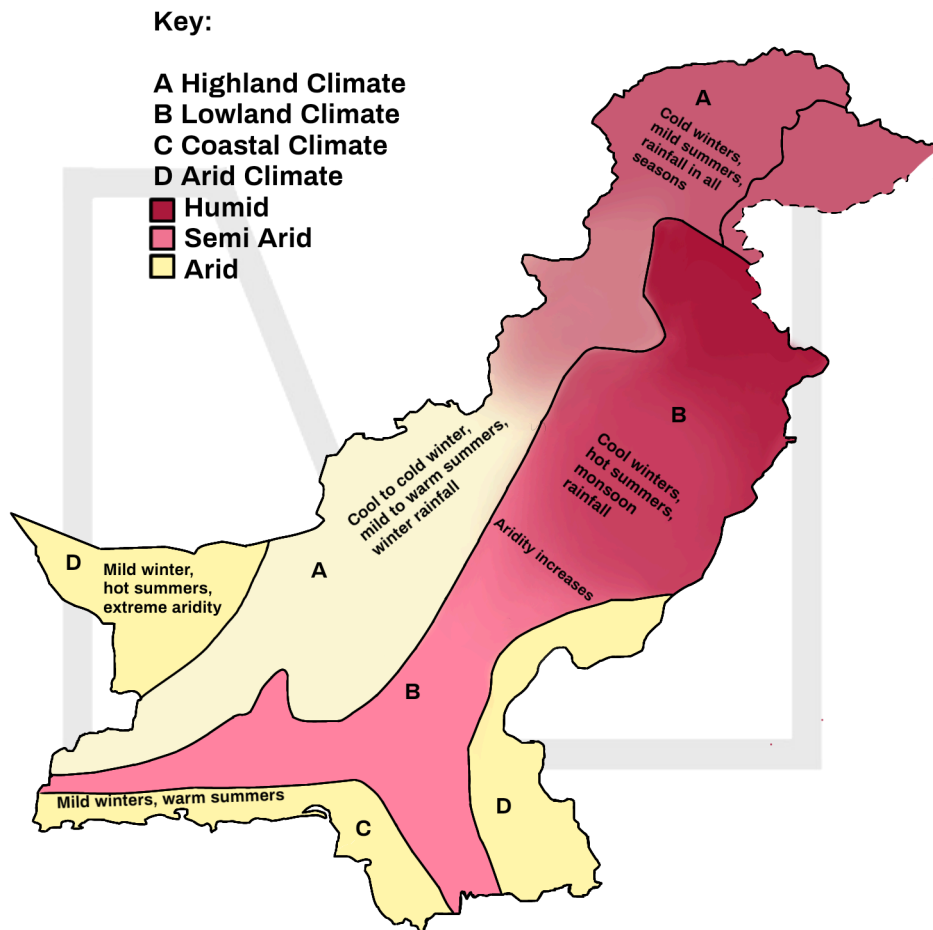 Key:
A Highland Climate
B Lowland Climate
C Coastal Climate
D Arid Climate
Humid
Semi Arid
Arid
A
Cold winters,
mild summers,
rainfall in all
seasons
B
Cool winters,
hot summers,
monsoon
rainfall
Cool to cold winter,
mild to warm summers,
winter rainfall
Aridity increases
D
Mild winter,
hot summers,
extreme aridity
A
B
Mild winters, warm summers
C
D